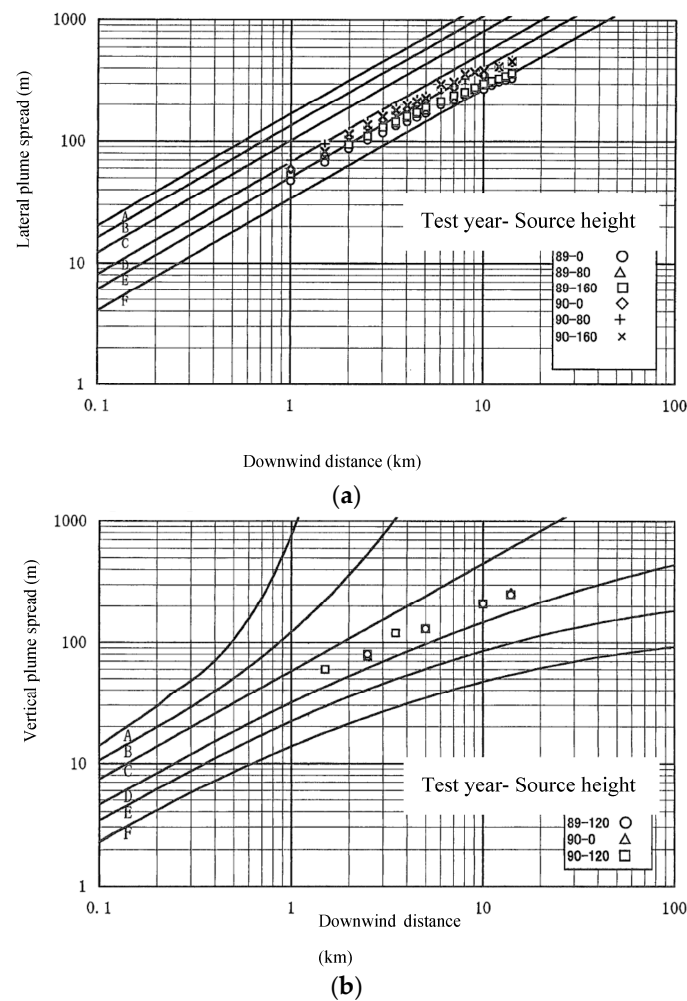 1000
Lateral plume spread (m)
100
A
B
C
D
E
F
10
1
Test year- Source height
89-0
89-80
89-160
90-0
90-80
90-160
0.1 1 10 100
Downwind distance (km)
(a)
1000
Vertical plume spread (m)
100
A
B
C
D
E
F
10
1
Test year- Source height
89-120
90-0
90-120
0.1 1 10 100
Downwind distance
(km)
(b)